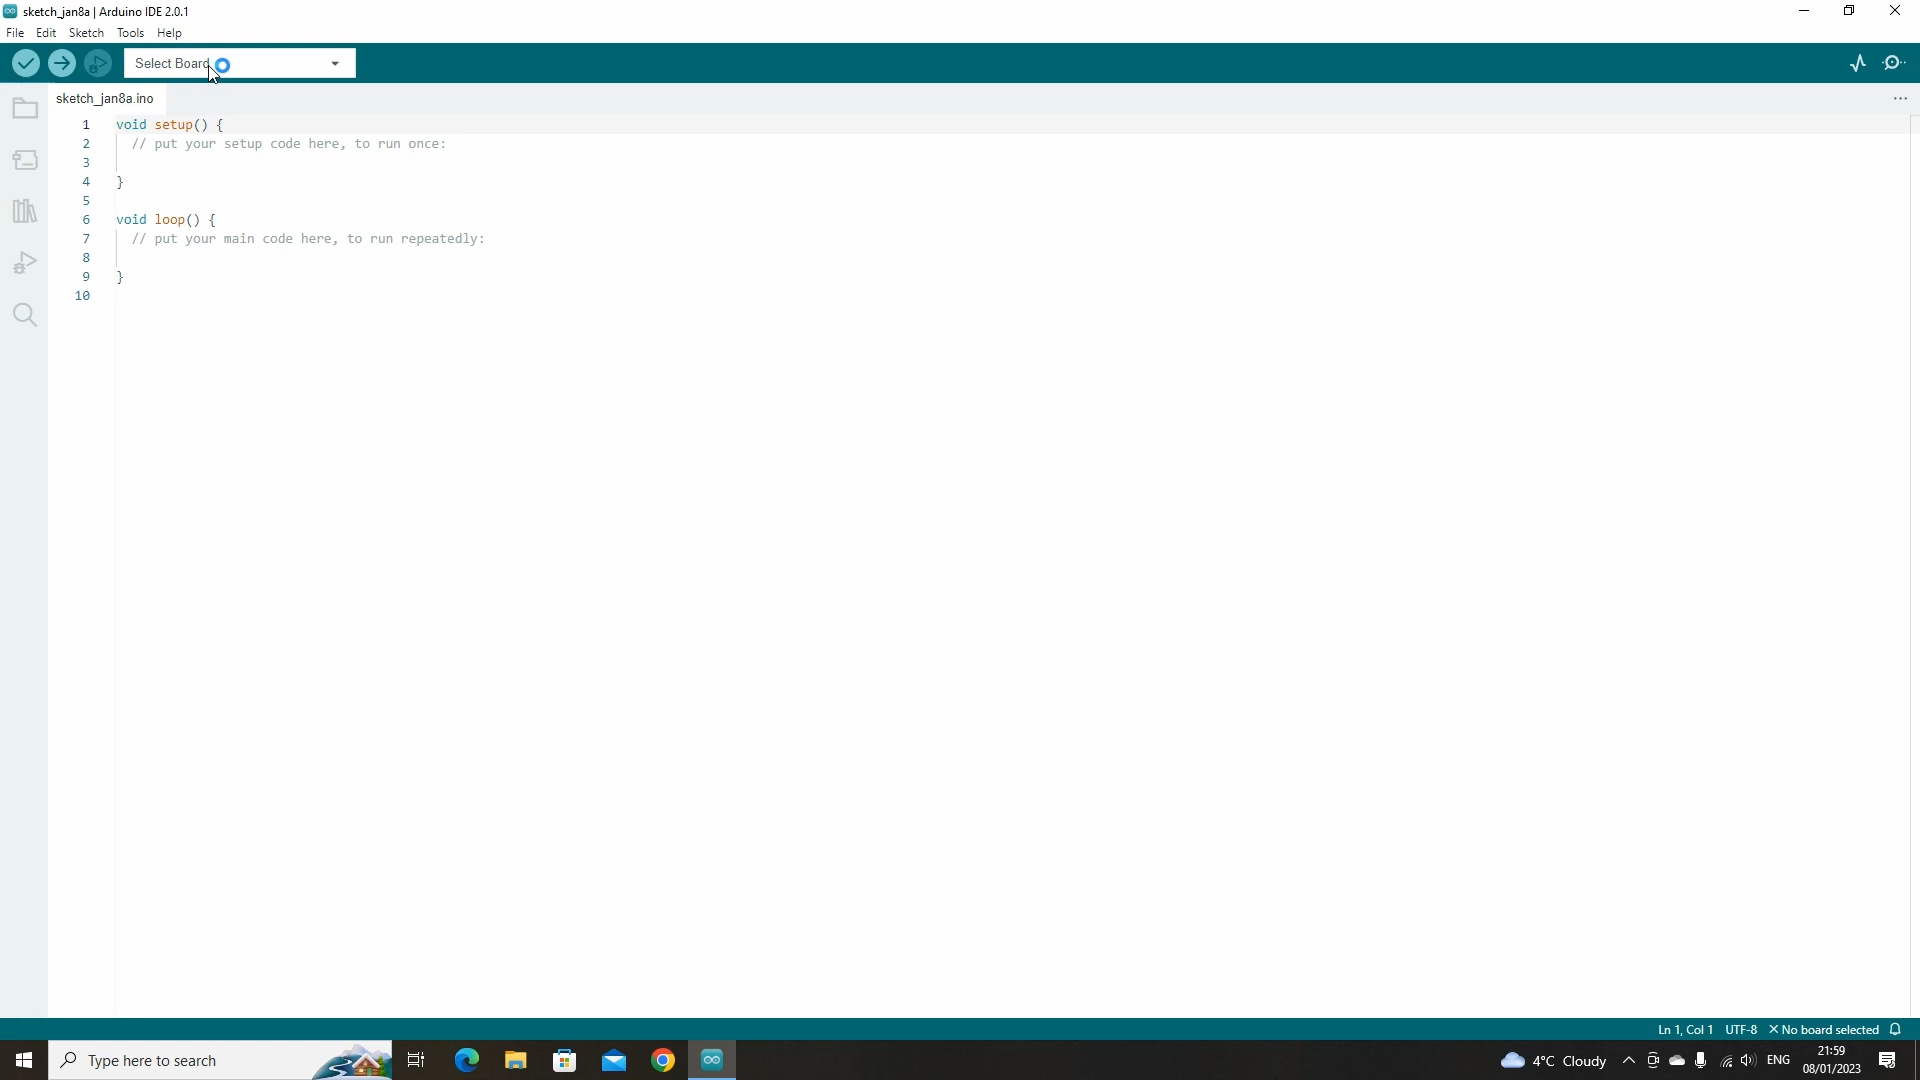 sketch_jan8a | Arduino IDE 2.0.1
File Edit Sketch Tools Help
Select Board
sketch_jan8a.ino
1 void setup() {
2 // put your setup code here, to run once:
3
4 }
5
6 void loop() {
7 // put your main code here, to run repeatedly:
8
9 }
10
Ln 1, Col 1 UTF-8 × No board selected
Type here to search
4°C Cloudy
ENG
21:59
08/01/2023